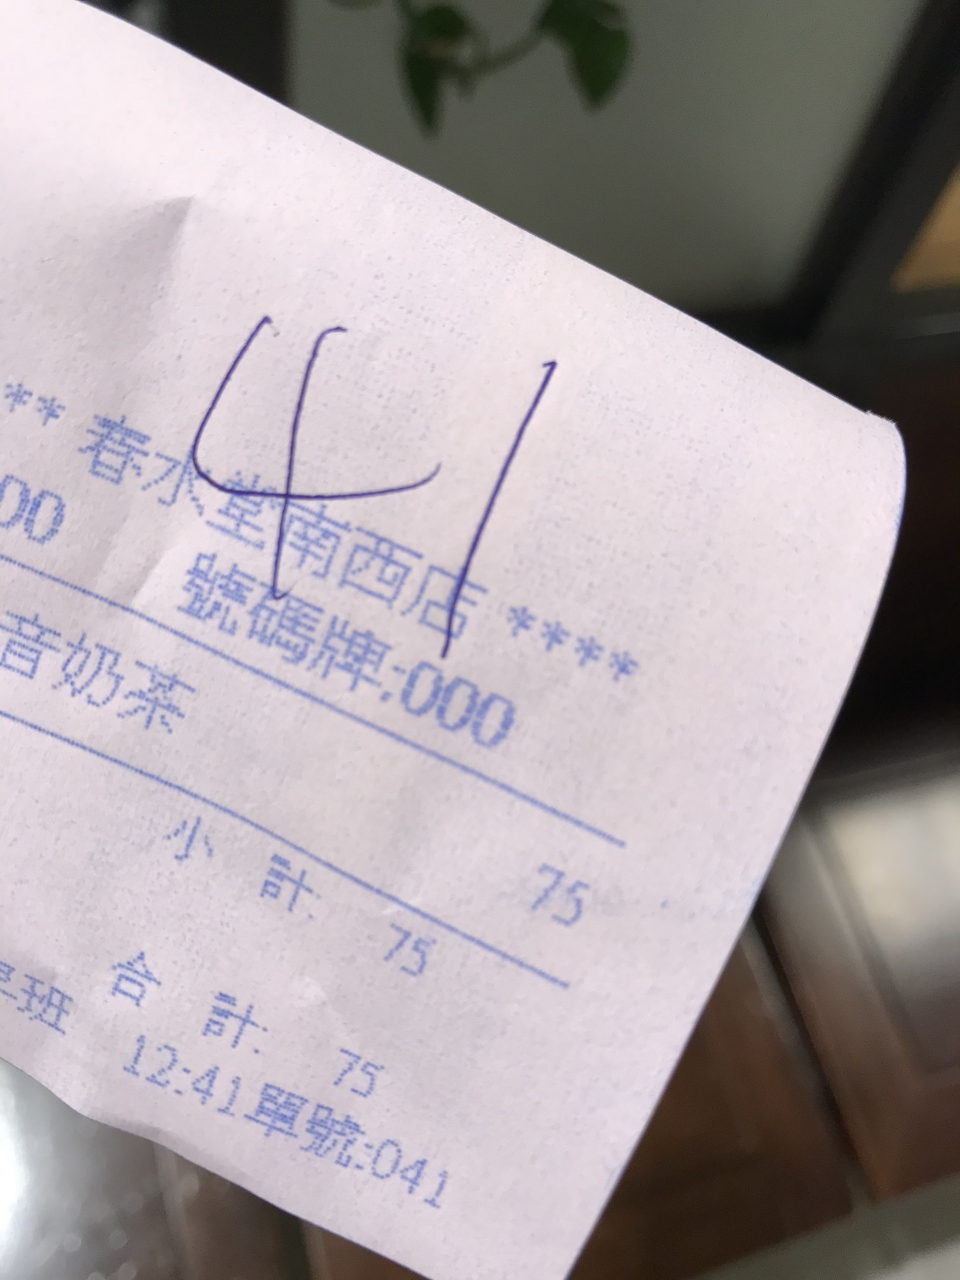 41
** 春水堂南西店 ****
00 號碼牌:000
音奶茶
75
小計: 75
合計: 75
班 12:41單號:041